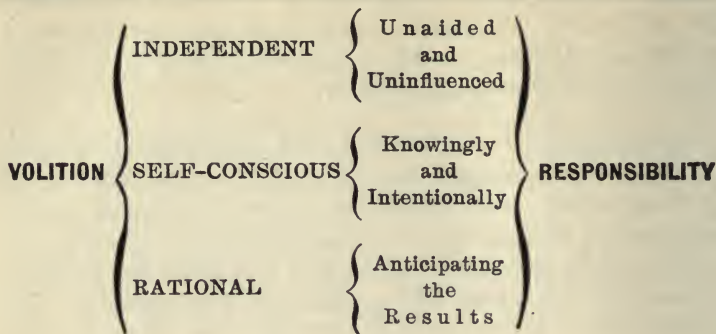 Unaided
INDEPENDENT and
Uninfluenced
Knowingly
VOLITION SELF-CONSCIOUS and RESPONSIBILITY
Intentionally
Anticipating
RATIONAL the
Results